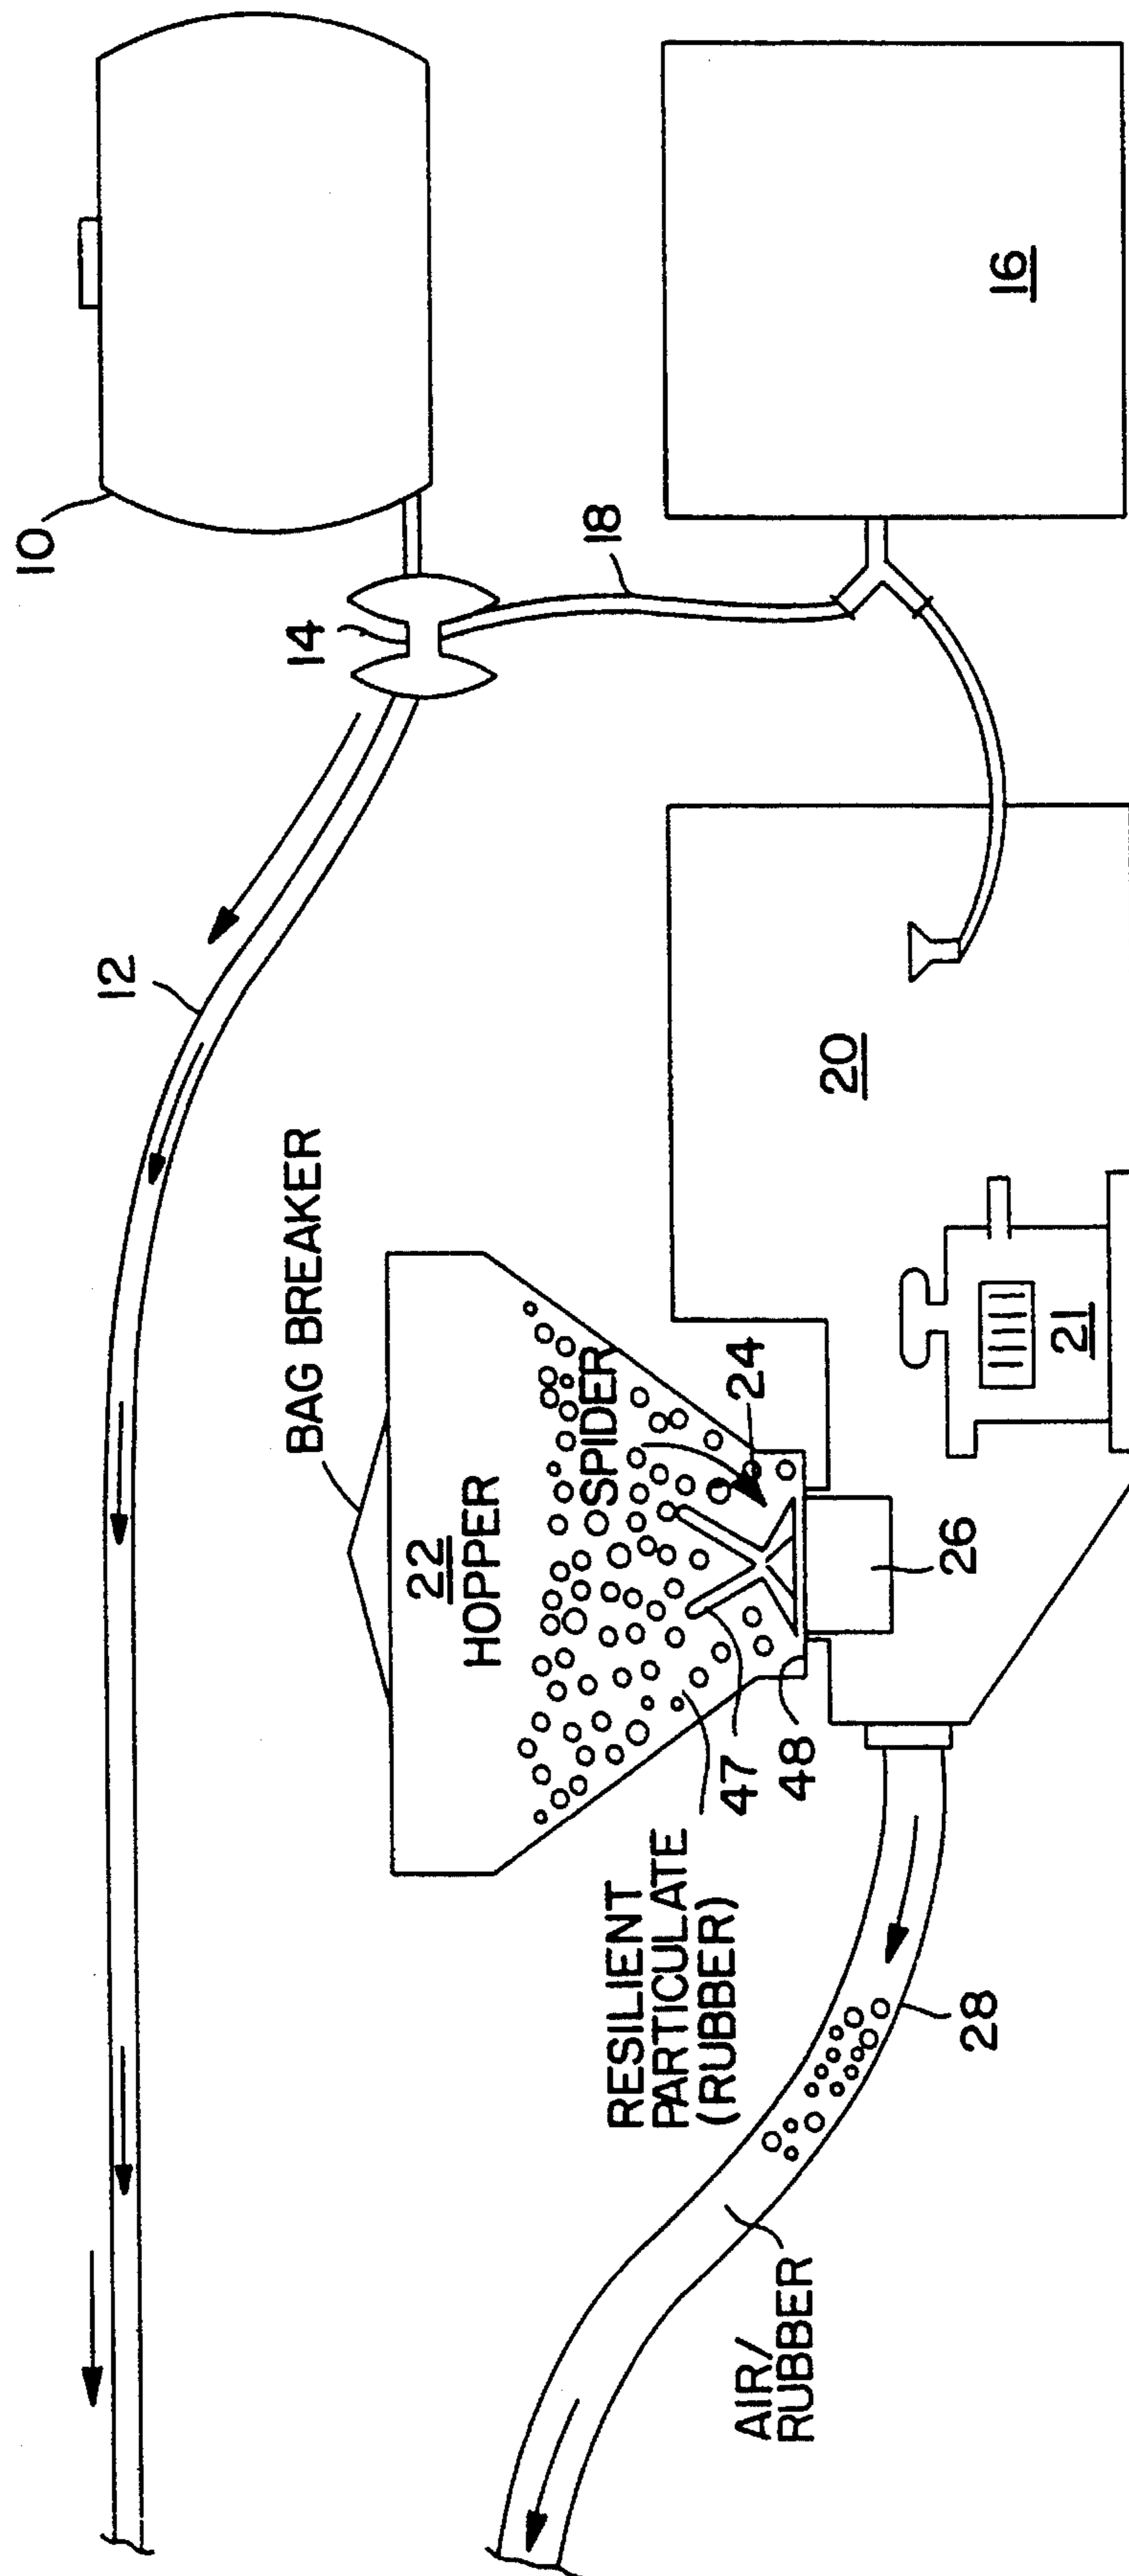 10
14
12
18
16
BAG BREAKER
22
HOPPER
SPIDER
24
20
21
26
47
48
RESILIENT
PARTICULATE
(RUBBER)
28
AIR/
RUBBER